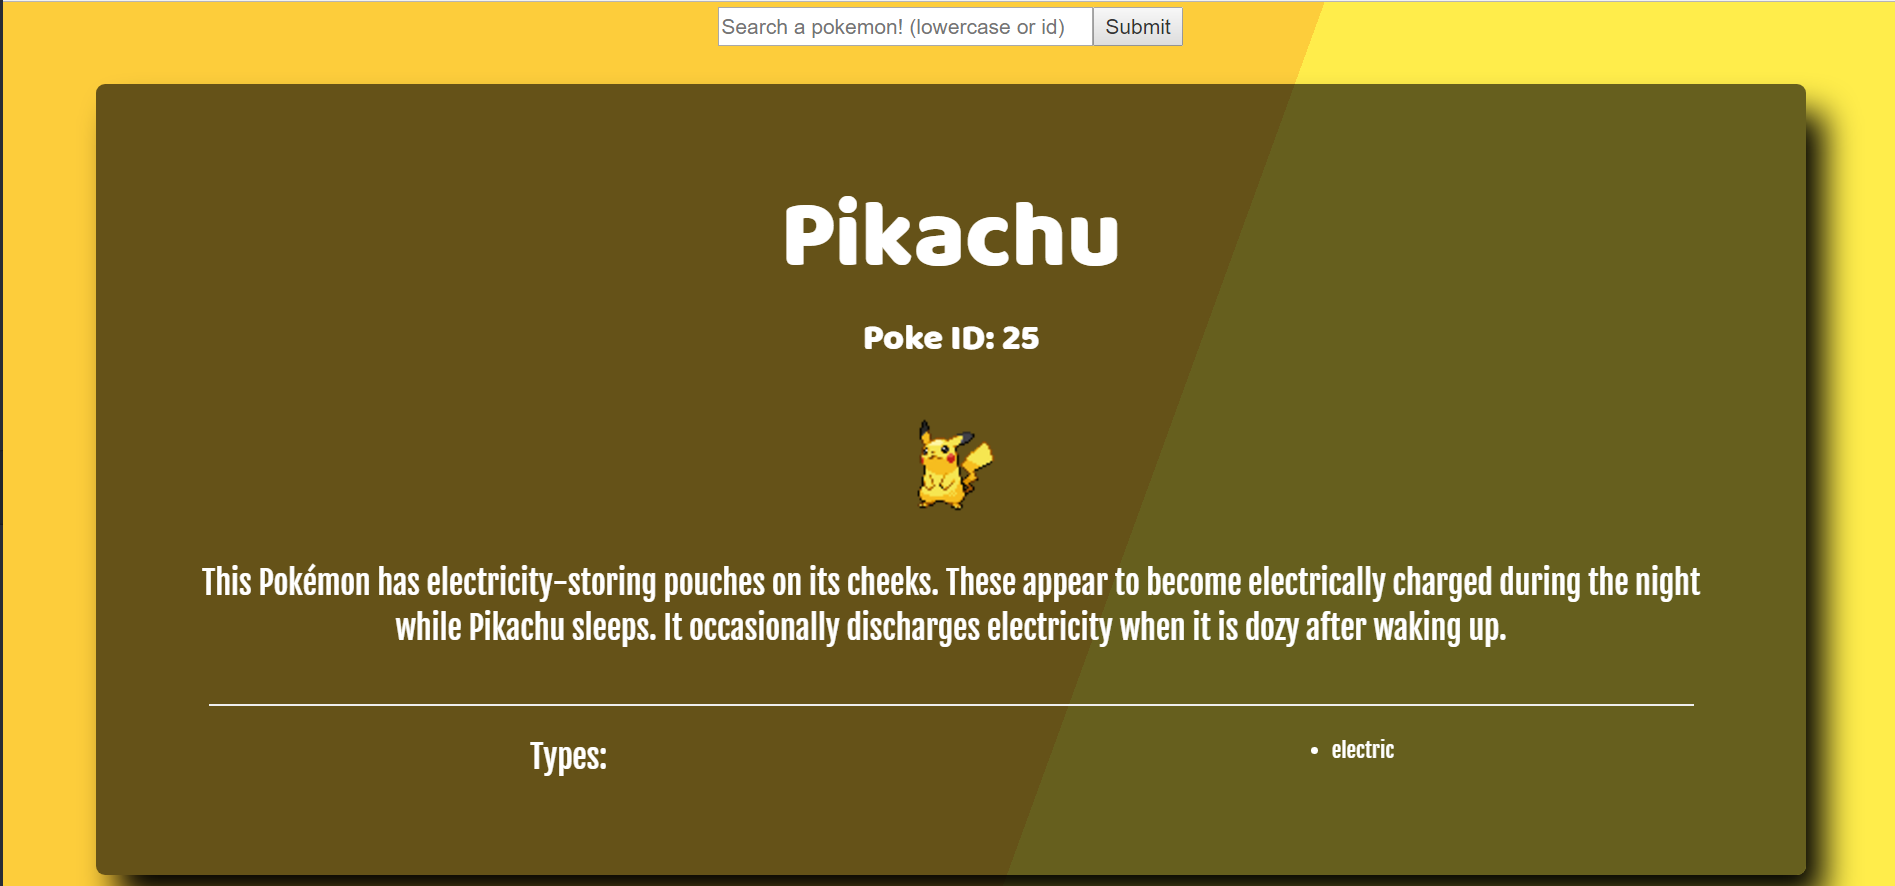 Search a pokemon! (lowercase or id) Submit
Pikachu
Poke ID: 25
This Pokémon has electricity-storing pouches on its cheeks. These appear to become electrically charged during the night
while Pikachu sleeps. It occasionally discharges electricity when it is dozy after waking up.
Types: • electric